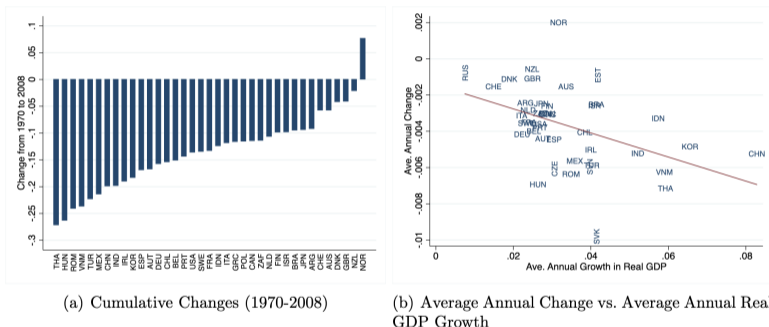 .1
.05
0
-.05
-.1
-.15
-.2
-.25
-.3
Change from 1970 to 2008
THA HUN ROM VNM TUR MEX CHN IND IRL KOR ESP AUT DEU CHL BEL PRT USA SWE FRA IDN ITA GRC POL CAN ZAF NLD FIN ISR BRA JPN ARG CHE AUS DNK GBR NZL NOR
(a) Cumulative Changes (1970-2008)
.002
0
-.002
-.004
-.006
-.008
-.01
Ave. Annual Change
NOR
RUS
NZL
EST
DNK GBR
CHE
AUS
ARG
NLD
IDN
CHL
AUT ESP
KOR
IRL
IND
CHN
MEX
CZE
ROM
VNM
HUN
THA
SVK
0 .02 .04 .06 .08
Ave. Annual Growth in Real GDP
(b) Average Annual Change vs. Average Annual Real
GDP Growth